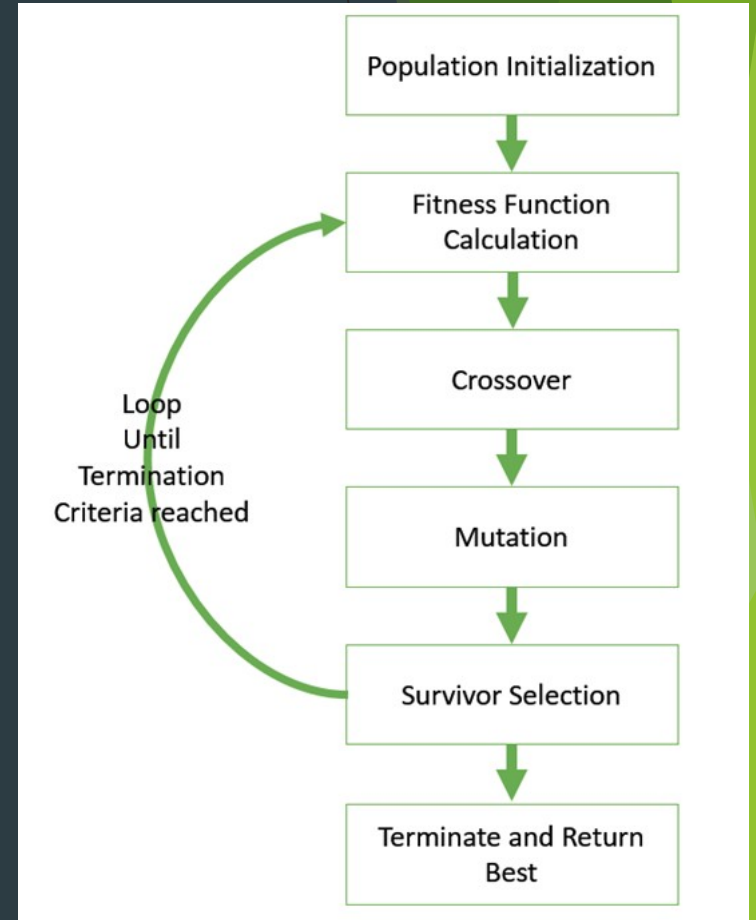 Population Initialization
Fitness Function
Calculation
Crossover
Loop
Until
Termination
Criteria reached
Mutation
Survivor Selection
Terminate and Return
Best